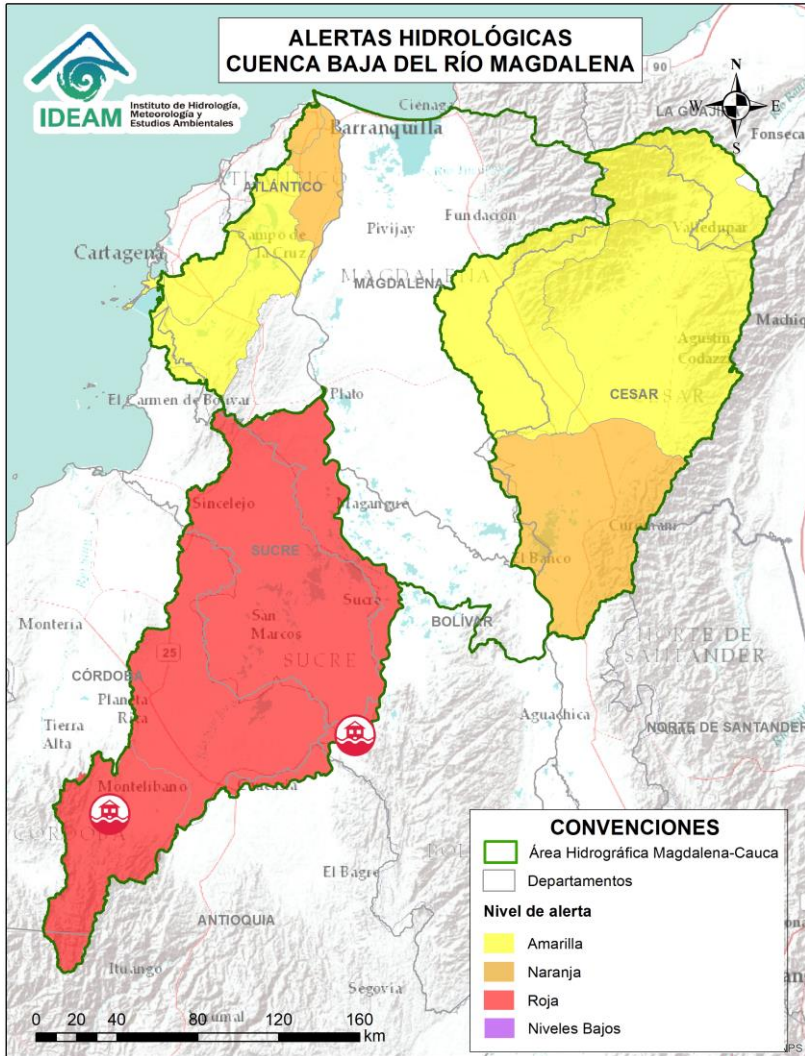 ALERTAS HIDROLÓGICAS
CUENCA BAJA DEL RÍO MAGDALENA
IDEAM
Instituto de Hidrología,
Meteorología y
Estudios Ambientales
N
W
E
S
90
Ciénaga
LA GUAJI
Fonseca
Barranquilla
ATLÁNTICO
Fundación
Pivijay
Valledupar
Campo de
la Cruz
Cartagena
MAGDALENA
MAGDALENA
Agustín
Codazzi
CESAR
El Carmen de Bolívar
Plato
Sincelejo
Magangué
SUCRE
El Banco
Sucre
San
Marcos
BOLÍVAR
Montería
25
SUCRE
NORTE DE
SANTANDER
CÓRDOBA
Planeta
Rica
Tierra
Alta
Aguachica
NORTE DE SANTANDER
Montelíbano
El Bagre
ANTIOQUIA
Ituango
Segovia
0 40 80 120 160
km
CONVENCIONES
Área Hidrográfica Magdalena-Cauca
Departamentos
Nivel de alerta
Amarilla
Naranja
Roja
Niveles Bajos